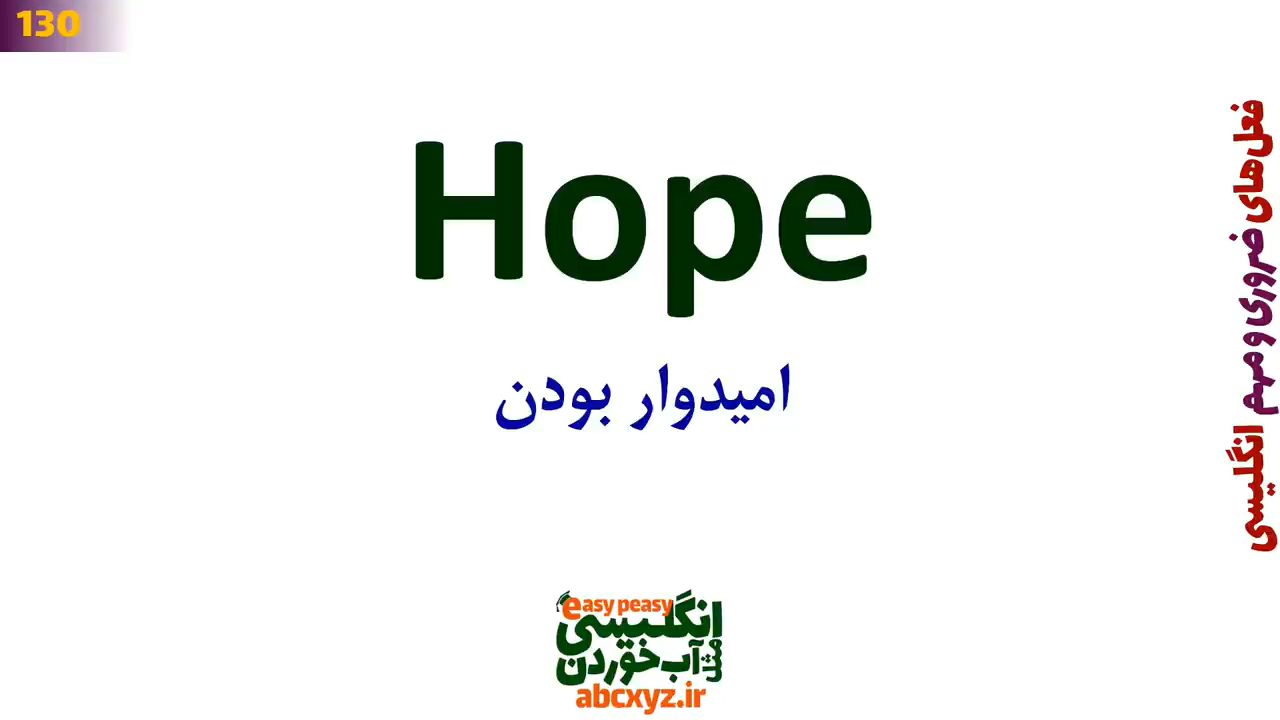 130
Hope
امیدوار بودن
فعل‌های ضروری و مهم انگلیسی
easy peasy
انگلیسی
مثل آب خوردن
abcxyz.ir